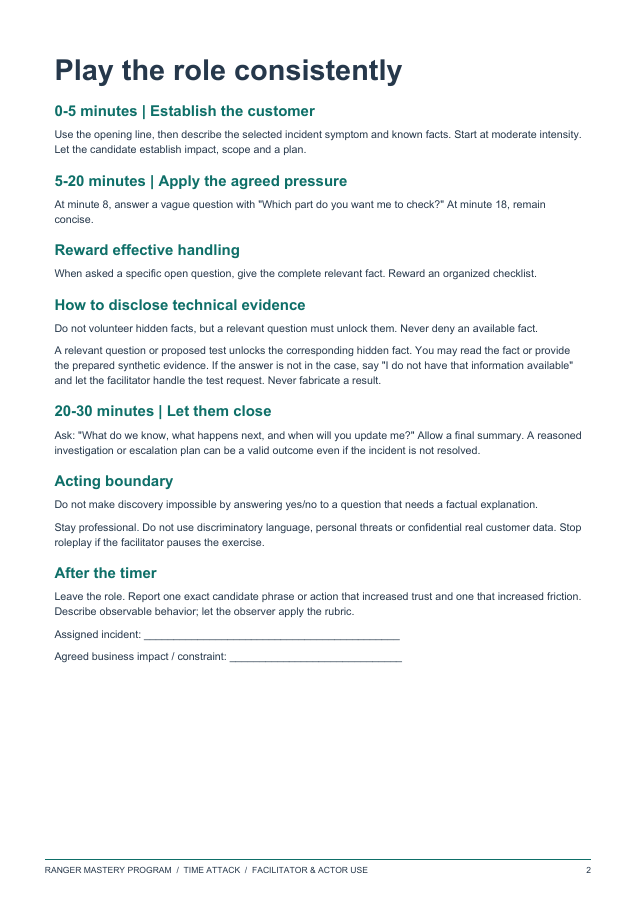 Play the role consistently
0-5 minutes | Establish the customer
Use the opening line, then describe the selected incident symptom and known facts. Start at moderate intensity.
Let the candidate establish impact, scope and a plan.
5-20 minutes | Apply the agreed pressure
At minute 8, answer a vague question with "Which part do you want me to check?" At minute 18, remain
concise.
Reward effective handling
When asked a specific open question, give the complete relevant fact. Reward an organized checklist.
How to disclose technical evidence
Do not volunteer hidden facts, but a relevant question must unlock them. Never deny an available fact.
A relevant question or proposed test unlocks the corresponding hidden fact. You may read the fact or provide
the prepared synthetic evidence. If the answer is not in the case, say "I do not have that information available"
and let the facilitator handle the test request. Never fabricate a result.
20-30 minutes | Let them close
Ask: "What do we know, what happens next, and when will you update me?" Allow a final summary. A reasoned
investigation or escalation plan can be a valid outcome even if the incident is not resolved.
Acting boundary
Do not make discovery impossible by answering yes/no to a question that needs a factual explanation.
Stay professional. Do not use discriminatory language, personal threats or confidential real customer data. Stop
roleplay if the facilitator pauses the exercise.
After the timer
Leave the role. Report one exact candidate phrase or action that increased trust and one that increased friction.
Describe observable behavior; let the observer apply the rubric.
Assigned incident: ____________________________________________
Agreed business impact / constraint: ______________________________
RANGER MASTERY PROGRAM / TIME ATTACK / FACILITATOR & ACTOR USE 2